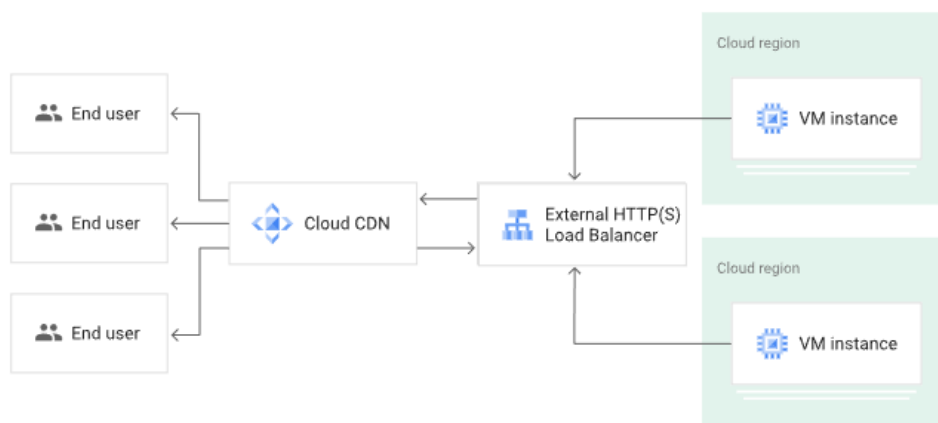 Cloud region
VM instance
End user
End user
Cloud CDN
External HTTP(S)
Load Balancer
End user
Cloud region
VM instance